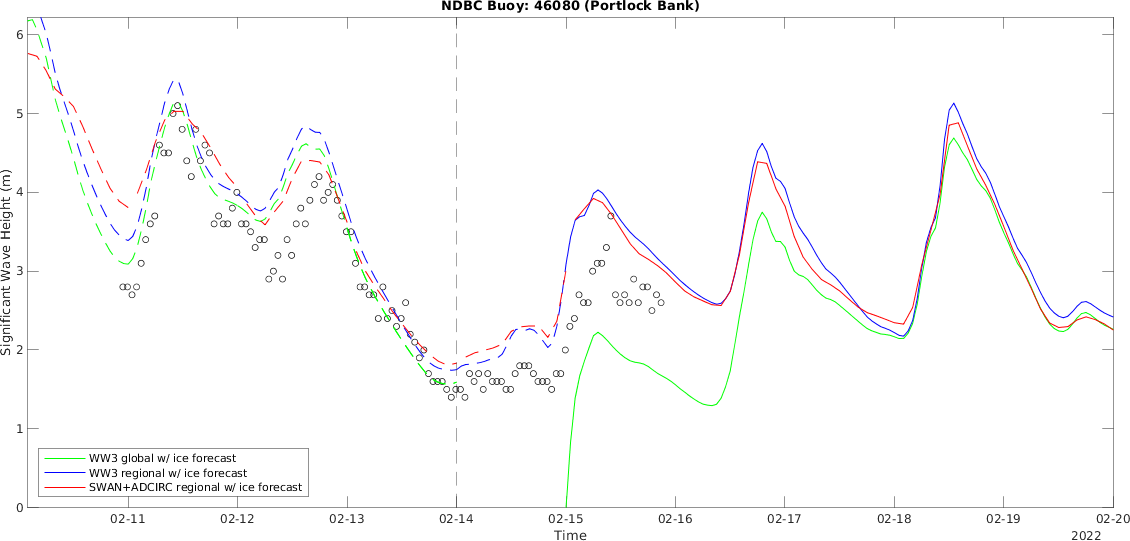 NDBC Buoy: 46080 (Portlock Bank)
Significant Wave Height (m)
6
5
4
3
2
1
0
WW3 global w/ ice forecast
WW3 regional w/ ice forecast
SWAN+ADCIRC regional w/ ice forecast
02-11 02-12 02-13 02-14 02-15 02-16 02-17 02-18 02-19 02-20
Time
2022